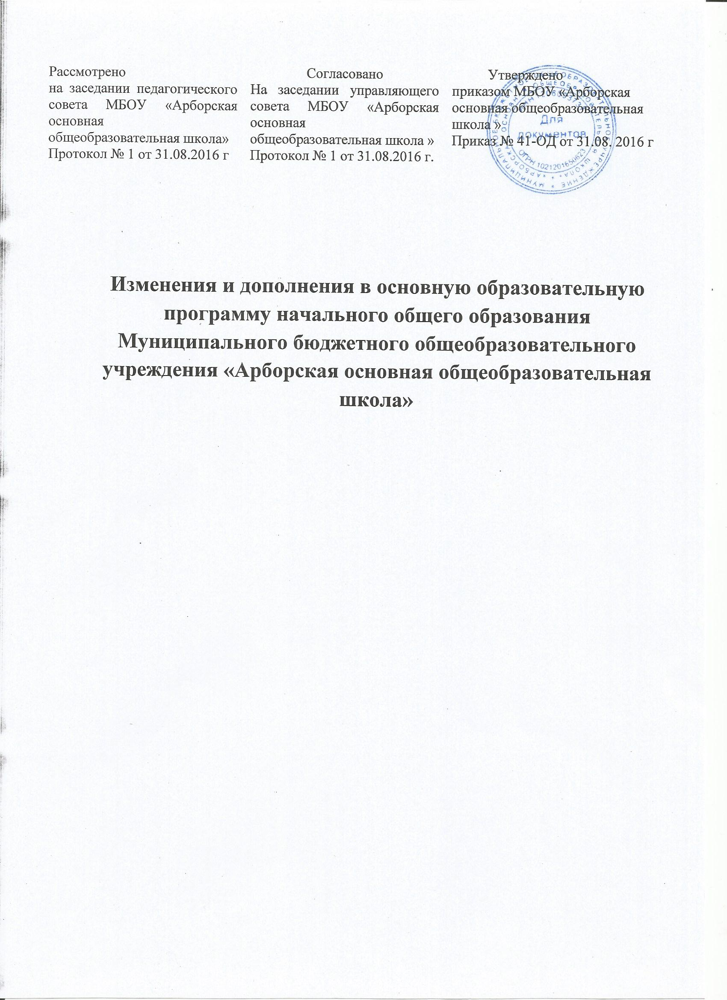 Рассмотрено
на заседании педагогического
совета МБОУ «Арборская
основная
общеобразовательная школа»
Протокол № 1 от 31.08.2016 г
Согласовано
На заседании управляющего
совета МБОУ «Арборская
основная
общеобразовательная школа »
Протокол № 1 от 31.08.2016 г.
Утверждено
приказом МБОУ «Арборская
основная общеобразовательная
школа »
Приказ № 41-ОД от 31.08. 2016 г
Для
документов
ОГРН 1021201650623
Изменения и дополнения в основную образовательную
программу начального общего образования
Муниципального бюджетного общеобразовательного
учреждения «Арборская основная общеобразовательная
школа»